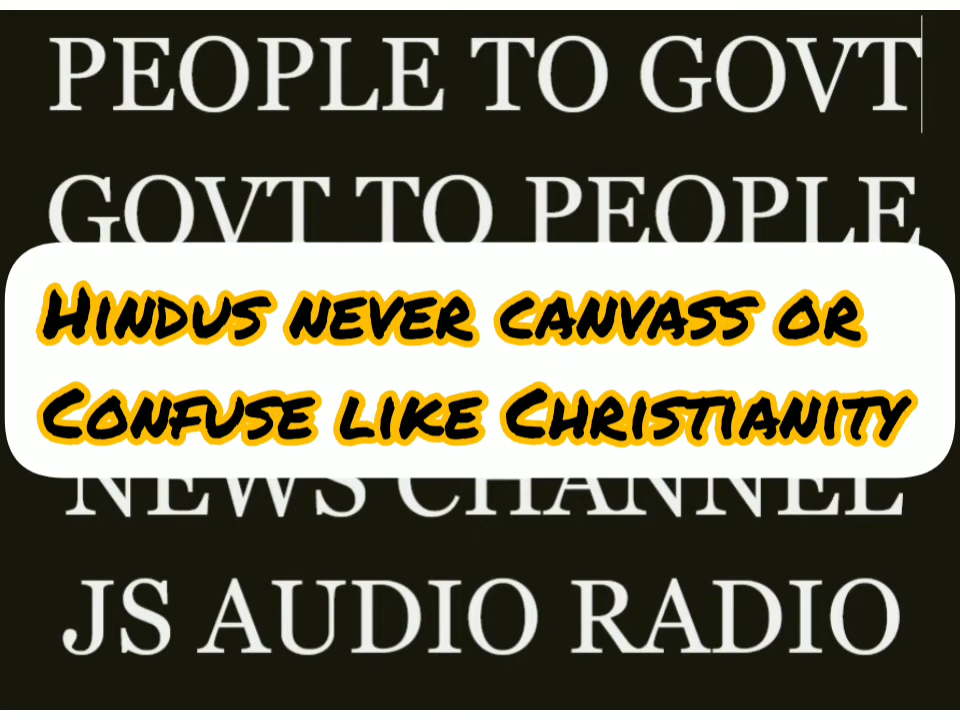 PEOPLE TO GOVT
GOVT TO PEOPLE
Hindus never canvass or
Confuse like Christianity
NEWS CHANNEL
JS AUDIO RADIO